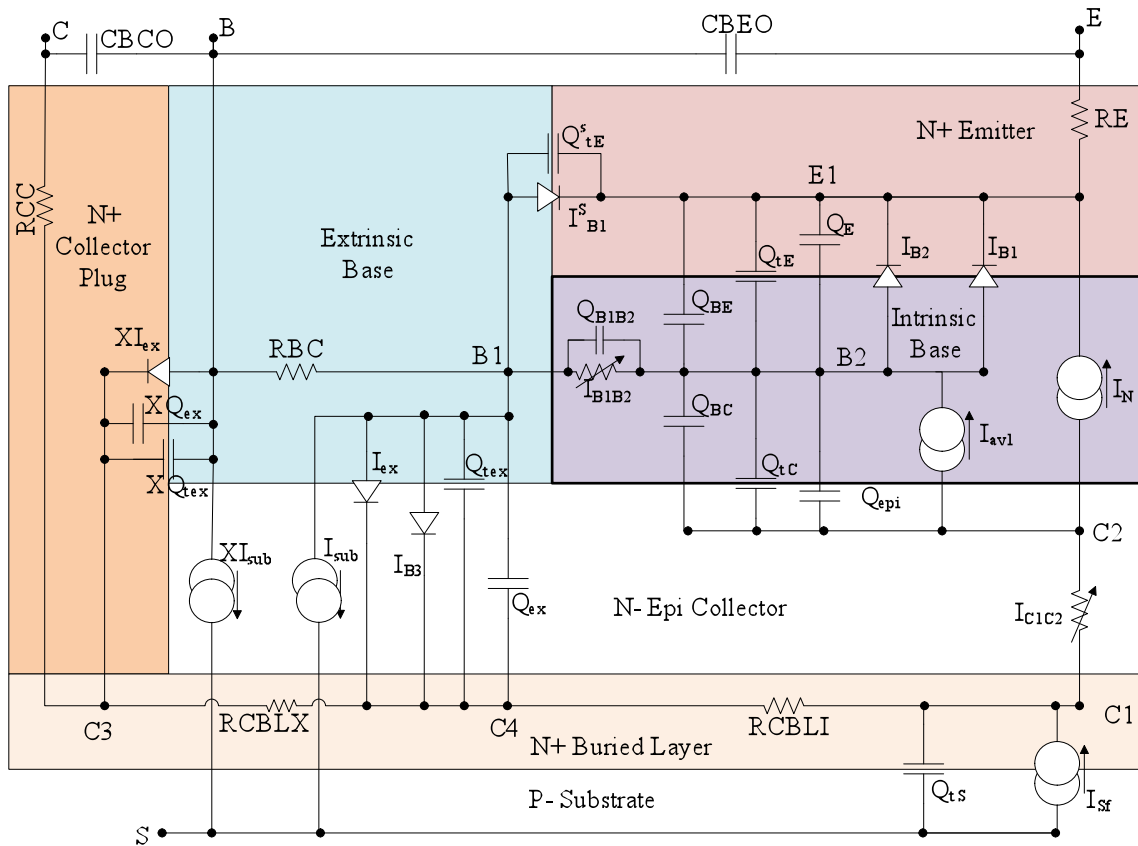 C
CBCO
B
CBEO
E
RE
N+ Emitter
QstE
E1
IsB1
QE
QtE
IB2
IB1
RCC
N+
Collector
Plug
Extrinsic
Base
QB1B2
QBE
Intrinsic
Base
XIex
RBC
B1
IB1B2
B2
IN
XQex
QBC
Iavl
XQtex
Iex
Qtex
QtC
Qepi
C2
XIsub
Isub
IB3
Qex
N- Epi Collector
IC1C2
C3
RCBLX
C4
RCBLI
C1
N+ Buried Layer
P- Substrate
QtS
ISf
S